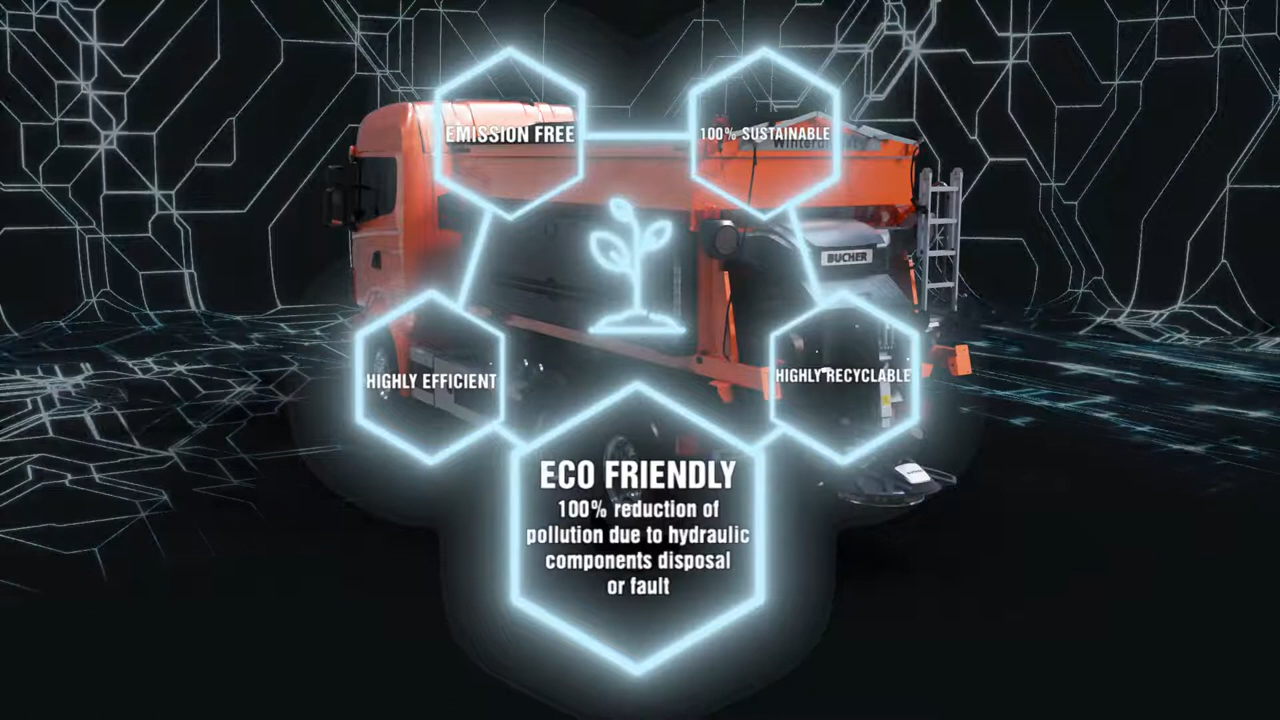 EMISSION FREE
100% SUSTAINABLE
BUCHER
HIGHLY EFFICIENT
HIGHLY RECYCLABLE
ECO FRIENDLY
100% reduction of
pollution due to hydraulic
components disposal
or fault